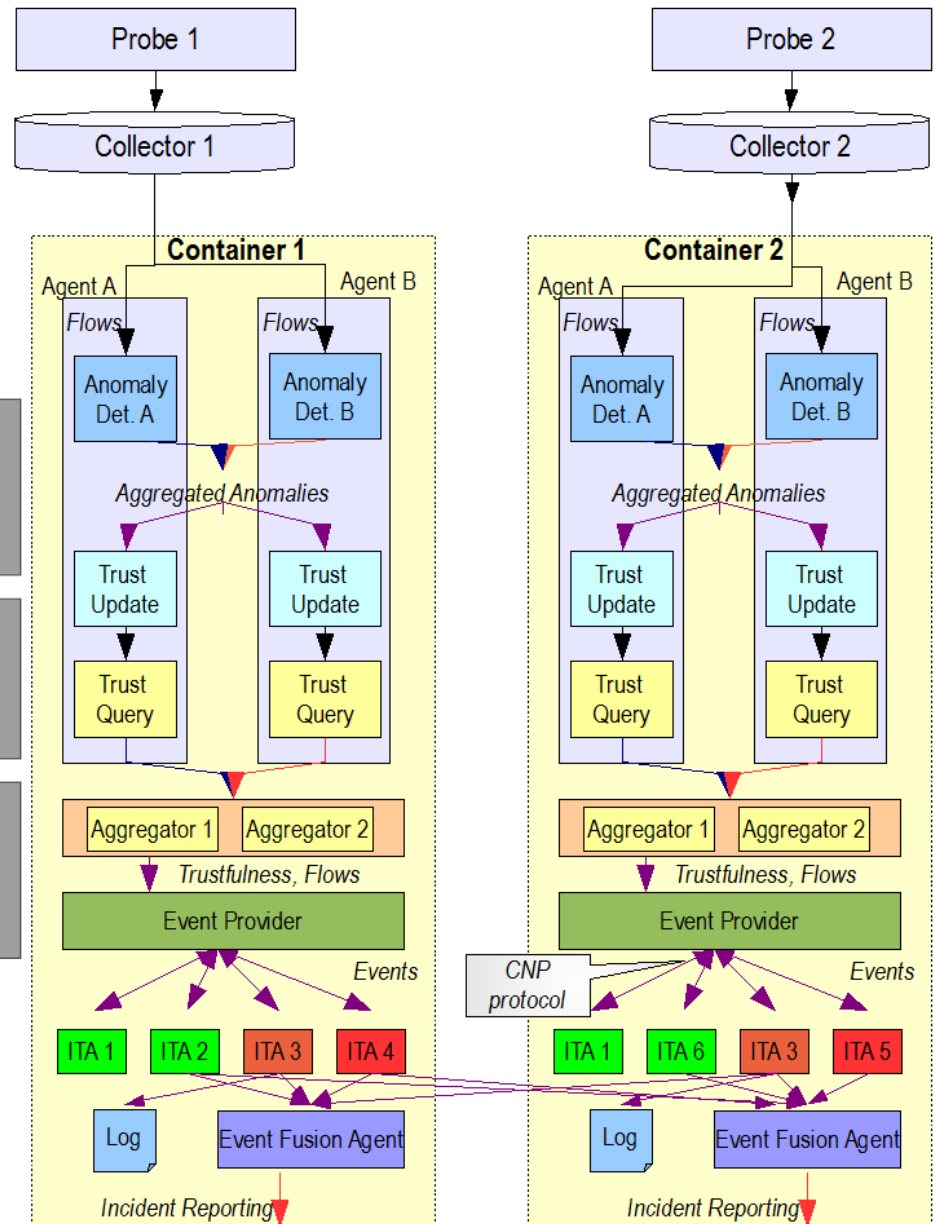 Probe 1
Probe 2
Collector 1
Collector 2
Container 1
Container 2
Agent A
Agent B
Agent A
Agent B
Flows
Flows
Flows
Flows
Anomaly
Det. A
Anomaly
Det. B
Anomaly
Det. A
Anomaly
Det. B
Aggregated Anomalies
Aggregated Anomalies
Trust
Update
Trust
Update
Trust
Update
Trust
Update
Trust
Query
Trust
Query
Trust
Query
Trust
Query
Aggregator 1
Aggregator 2
Aggregator 1
Aggregator 2
Trustfulness, Flows
Trustfulness, Flows
Event Provider
Event Provider
Events
CNP
protocol
Events
ITA 1
ITA 2
ITA 3
ITA 4
ITA 1
ITA 6
ITA 3
ITA 5
Log
Event Fusion Agent
Log
Event Fusion Agent
Incident Reporting
Incident Reporting